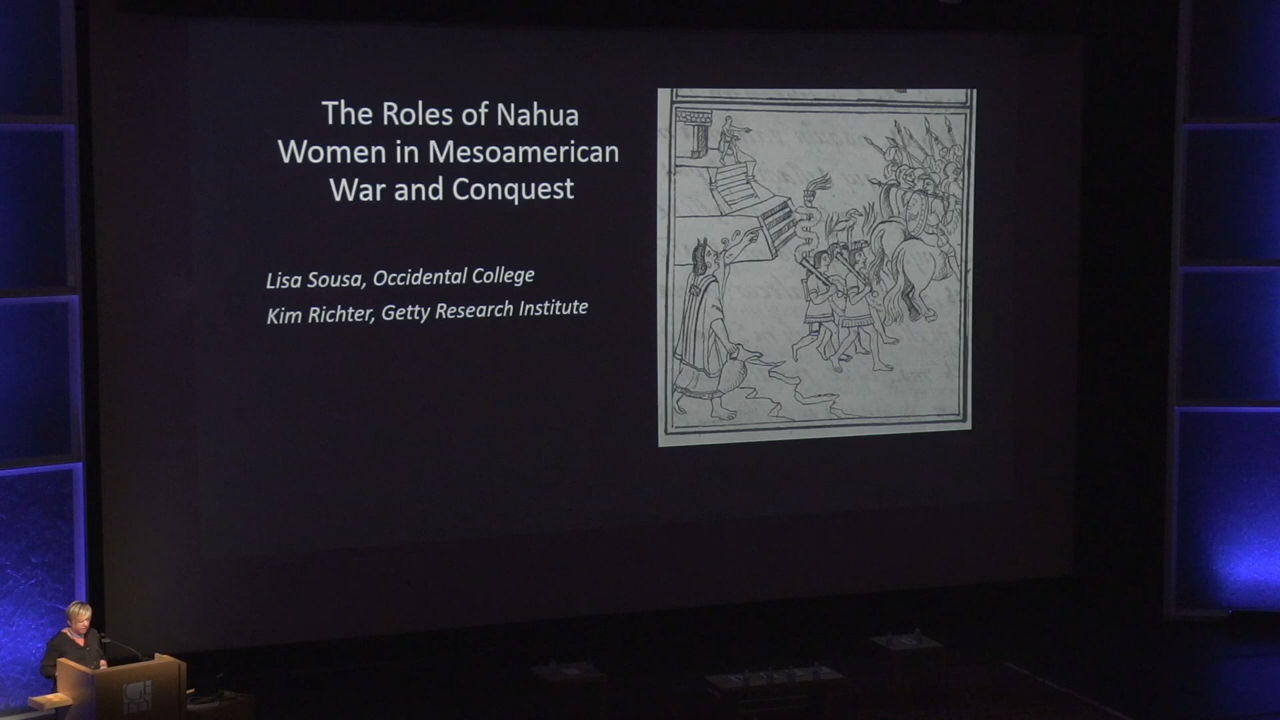 The Roles of Nahua
Women in Mesoamerican
War and Conquest
Lisa Sousa, Occidental College
Kim Richter, Getty Research Institute